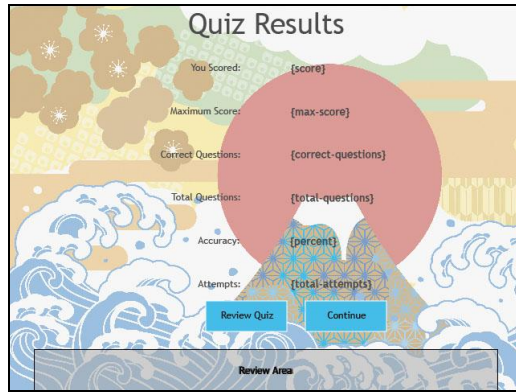 Quiz Results
You Scored: {score}
Maximum Score: {max-score}
Correct Questions: {correct-questions}
Total Questions: {total-questions}
Accuracy: {percent}
Attempts: {total-attempts}
Review Quiz Continue
Review Area